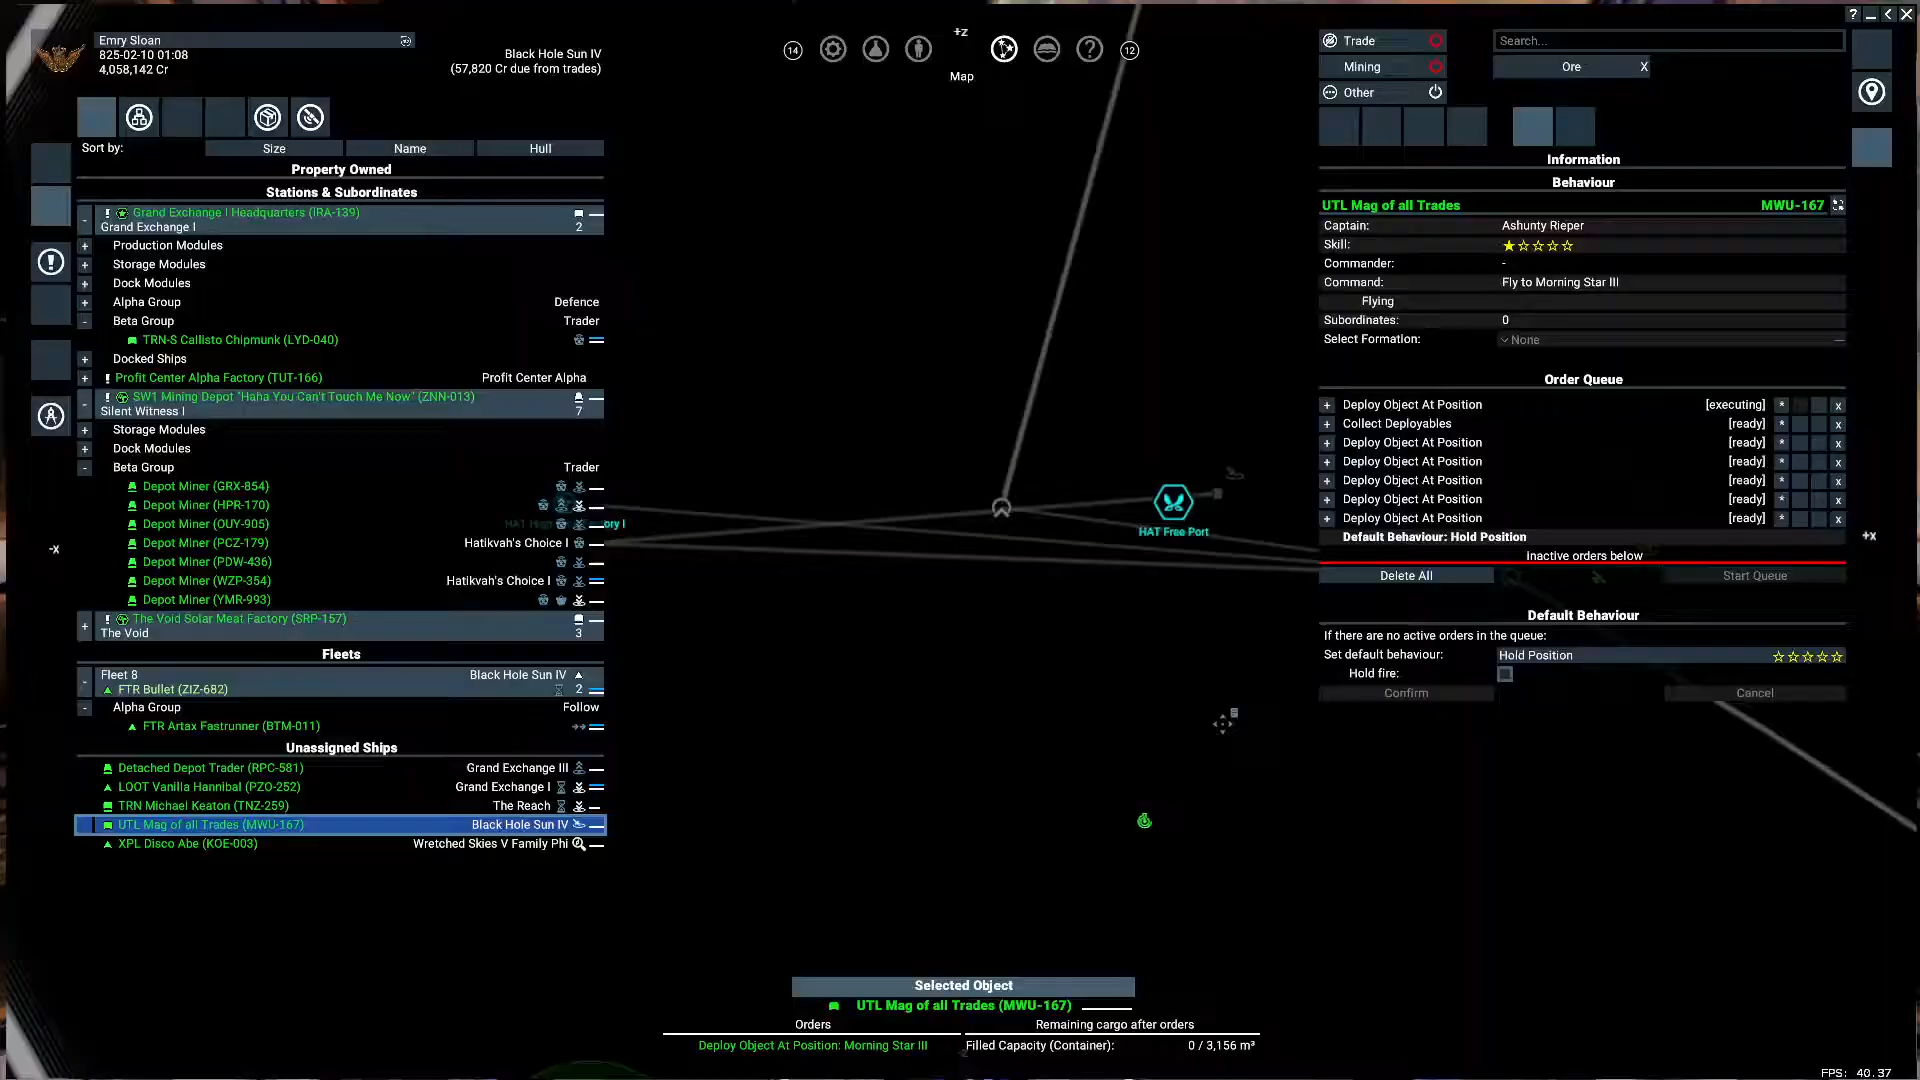 Emry Sloan
825-02-10 01:08
4,058,142 Cr
Black Hole Sun IV
(57,820 Cr due from trades)
14
+z
12
Map
?
Trade
Mining
Other
Search...
Ore X
Sort by:
Size Name Hull
Property Owned
Stations & Subordinates
- ! Grand Exchange I Headquarters (IRA-139)
Grand Exchange I 2
+ Production Modules
+ Storage Modules
+ Dock Modules
+ Alpha Group Defence
- Beta Group Trader
TRN-S Callisto Chipmunk (LYD-040)
+ Docked Ships
+ ! Profit Center Alpha Factory (TUT-166) Profit Center Alpha
- ! SW1 Mining Depot "Haha You Can't Touch Me Now" (ZNN-013)
Silent Witness I 7
+ Storage Modules
+ Dock Modules
- Beta Group Trader
Depot Miner (GRX-854)
Depot Miner (HPR-170)
Depot Miner (OUY-905)
Depot Miner (PCZ-179) Hatikvah's Choice I
Depot Miner (PDW-436)
Depot Miner (WZP-354) Hatikvah's Choice I
Depot Miner (YMR-993)
+ ! The Void Solar Meat Factory (SRP-157)
The Void 3
Fleets
- Fleet 8 Black Hole Sun IV
FTR Bullet (ZIZ-682) 2
- Alpha Group Follow
FTR Artax Fastrunner (BTM-011)
Unassigned Ships
Detached Depot Trader (RPC-581) Grand Exchange III
LOOT Vanilla Hannibal (PZO-252) Grand Exchange I
TRN Michael Keaton (TNZ-259) The Reach
UTL Mag of all Trades (MWU-167) Black Hole Sun IV
XPL Disco Abe (KOE-003) Wretched Skies V Family Phi
-x
HAT Free Port
+x
Information
Behaviour
UTL Mag of all Trades MWU-167
Captain: Ashunty Rieper
Skill: ★☆☆☆☆
Commander: -
Command: Fly to Morning Star III
Flying
Subordinates: 0
Select Formation: None
Order Queue
+ Deploy Object At Position [executing] * x
+ Collect Deployables [ready] * x
+ Deploy Object At Position [ready] * x
+ Deploy Object At Position [ready] * x
+ Deploy Object At Position [ready] * x
+ Deploy Object At Position [ready] * x
+ Deploy Object At Position [ready] * x
Default Behaviour: Hold Position
Inactive orders below
Delete All Start Queue
Default Behaviour
If there are no active orders in the queue:
Set default behaviour: Hold Position ☆☆☆☆☆
Hold fire:
Confirm Cancel
Selected Object
UTL Mag of all Trades (MWU-167)
Orders Remaining cargo after orders
Deploy Object At Position: Morning Star III Filled Capacity (Container): 0 / 3,156 m³
FPS: 40.37